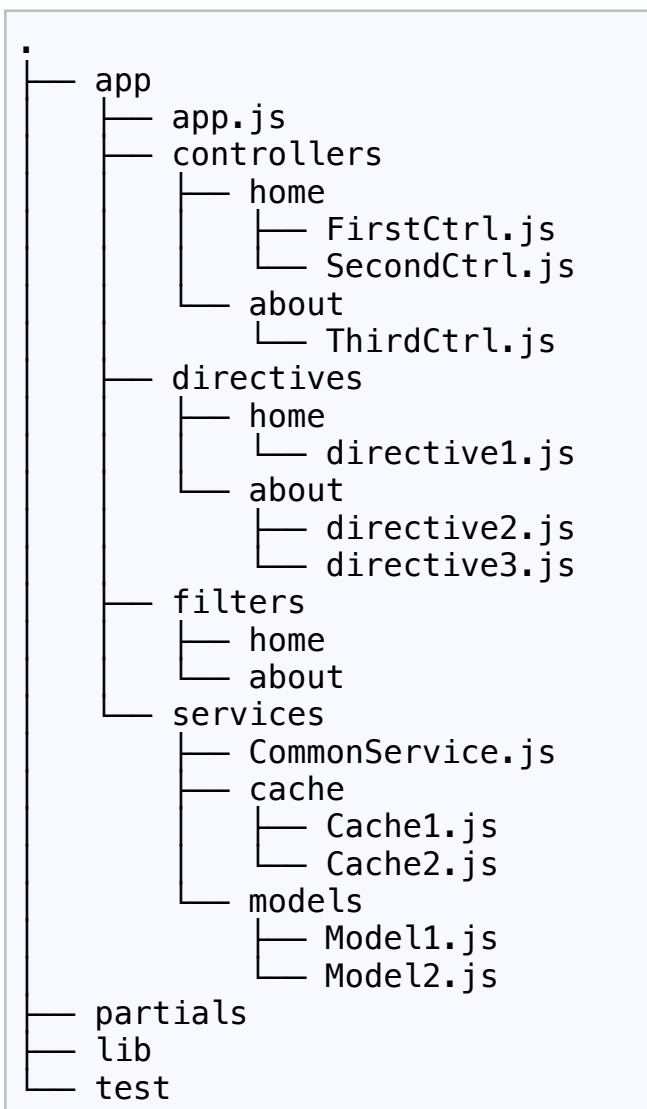 .
├── app
│   ├── app.js
│   ├── controllers
│   │   ├── home
│   │   │   ├── FirstCtrl.js
│   │   │   └── SecondCtrl.js
│   │   └── about
│   │       └── ThirdCtrl.js
│   ├── directives
│   │   ├── home
│   │   │   └── directive1.js
│   │   └── about
│   │       ├── directive2.js
│   │       └── directive3.js
│   ├── filters
│   │   ├── home
│   │   └── about
│   └── services
│       ├── CommonService.js
│       ├── cache
│       │   ├── Cache1.js
│       │   └── Cache2.js
│       └── models
│           ├── Model1.js
│           └── Model2.js
├── partials
├── lib
└── test